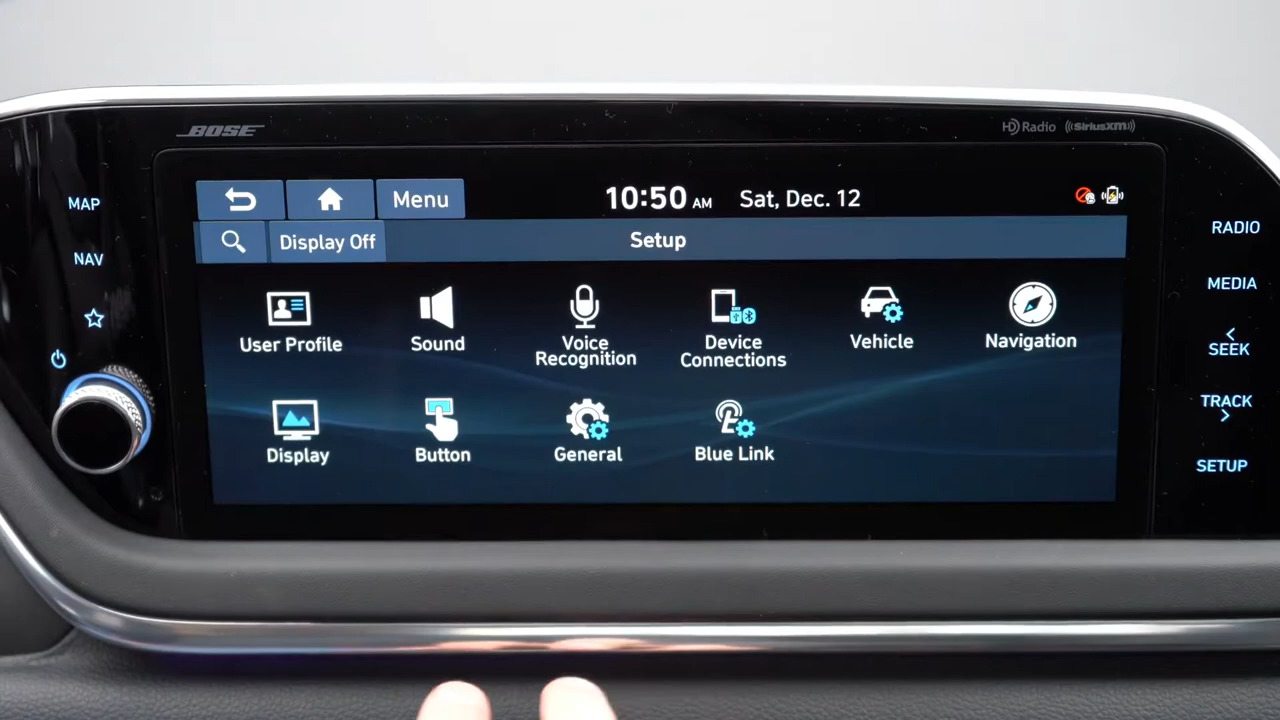 BOSE
HD Radio
((SiriusXM))
MAP
NAV
Menu
10:50 AM
Sat, Dec. 12
Display Off
Setup
User Profile
Sound
Voice
Recognition
Device
Connections
Vehicle
Navigation
Display
Button
General
Blue Link
RADIO
MEDIA
<
SEEK
TRACK
>
SETUP